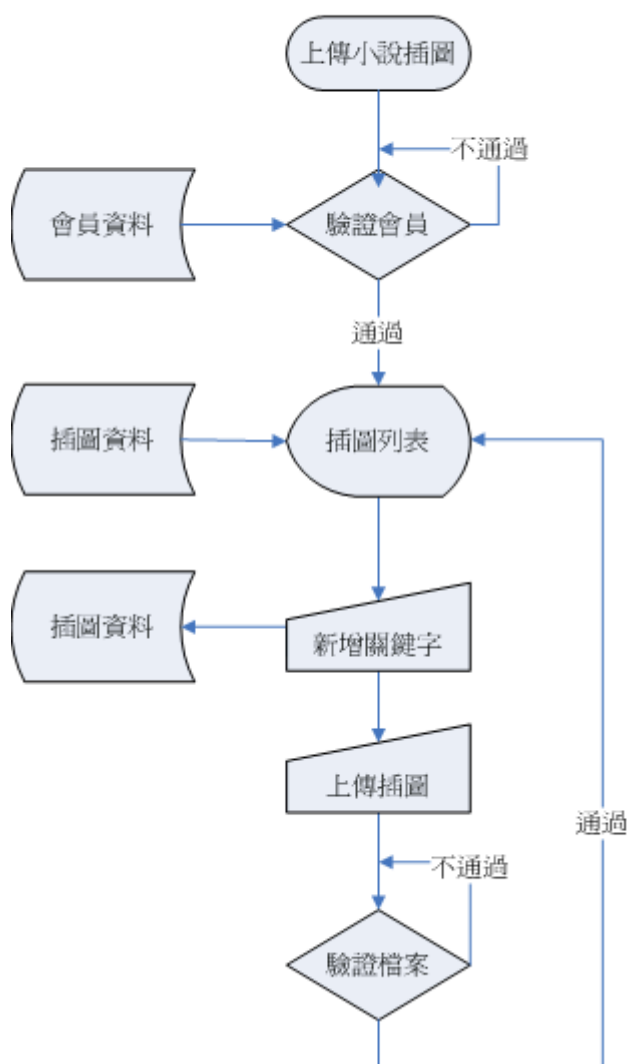 上傳小說插圖
不通過
會員資料
驗證會員
通過
插圖資料
插圖列表
插圖資料
新增關鍵字
上傳插圖
通過
不通過
驗證檔案